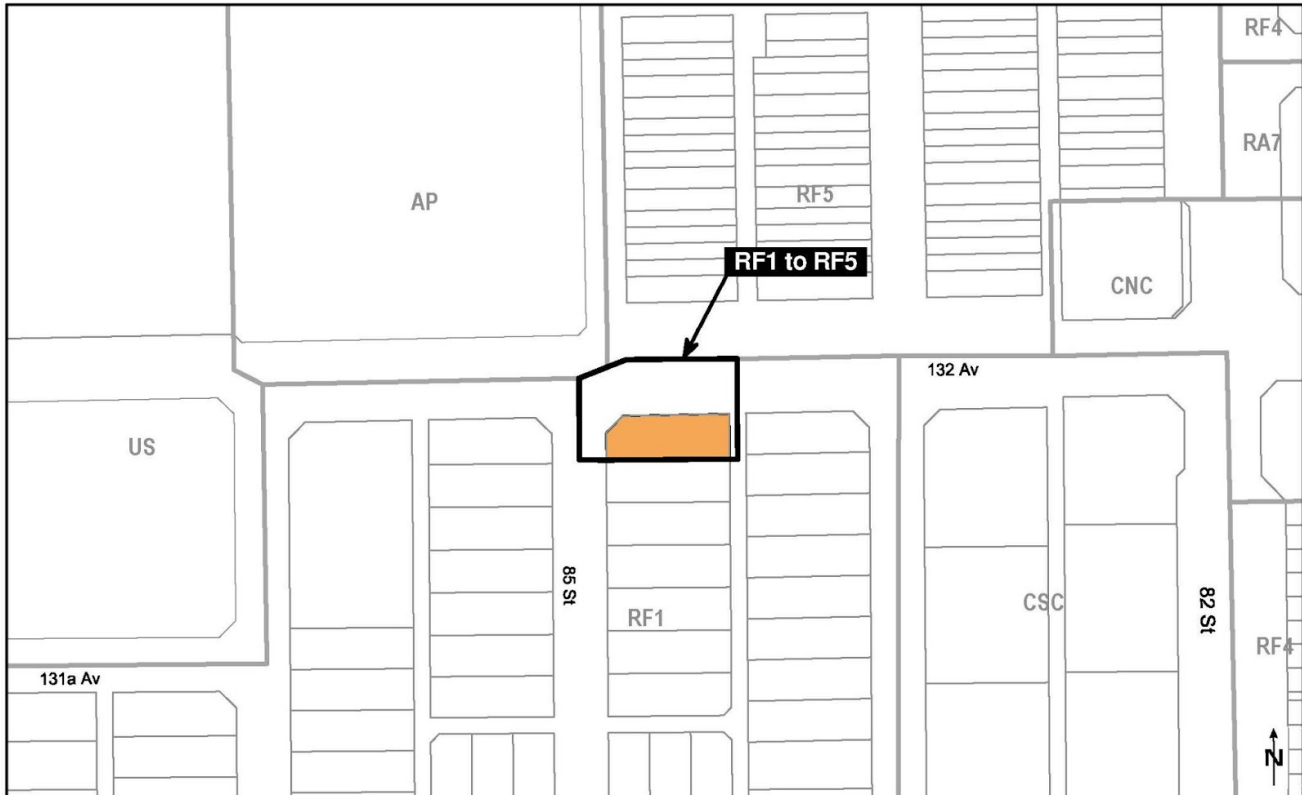 RF4
RA7
AP
RF5
RF1 to RF5
CNC
132 Av
US
85 St
RF1
CSC
82 St
RF4
131a Av
N